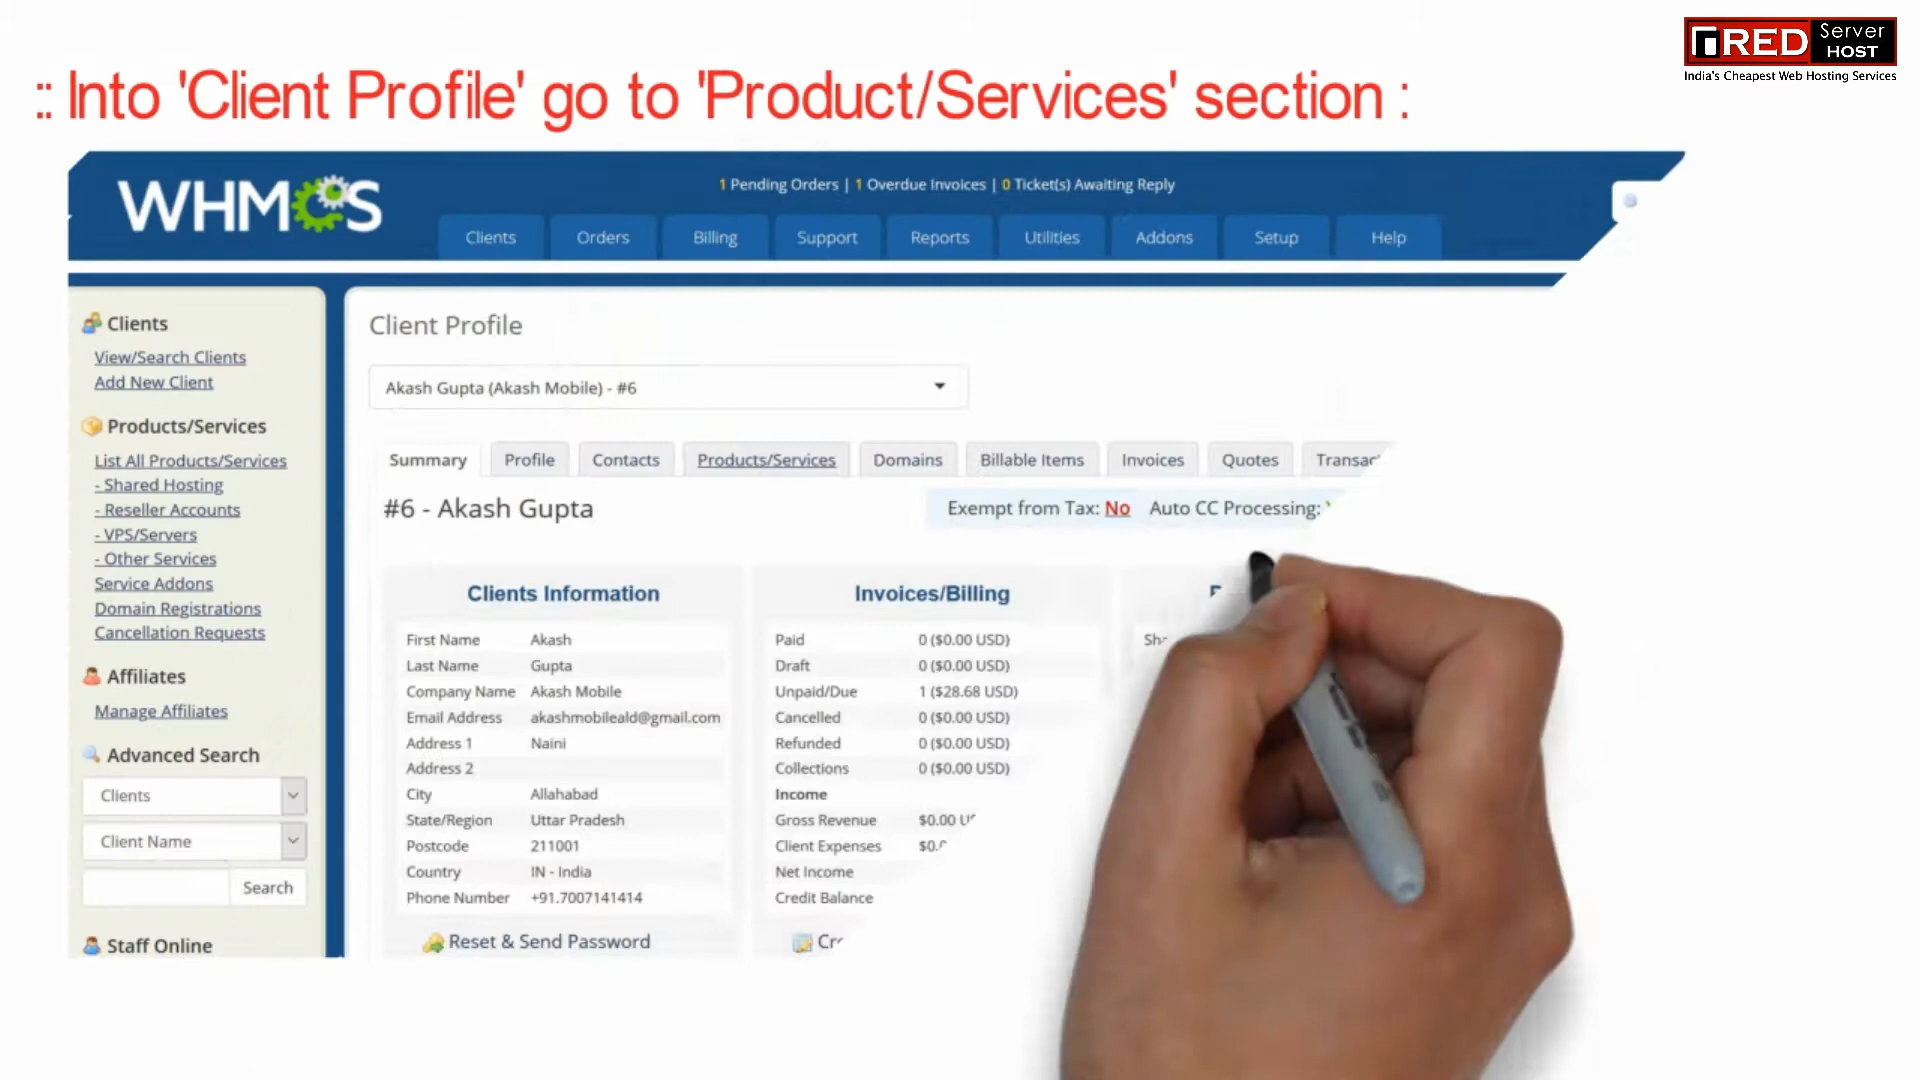 RED Server HOST
India's Cheapest Web Hosting Services
:: Into 'Client Profile' go to 'Product/Services' section :
WHMCS
1 Pending Orders | 1 Overdue Invoices | 0 Ticket(s) Awaiting Reply
Clients Orders Billing Support Reports Utilities Addons Setup Help
Clients
View/Search Clients
Add New Client
Products/Services
List All Products/Services
- Shared Hosting
- Reseller Accounts
- VPS/Servers
- Other Services
Service Addons
Domain Registrations
Cancellation Requests
Affiliates
Manage Affiliates
Advanced Search
Clients
Client Name
Search
Staff Online
Client Profile
Akash Gupta (Akash Mobile) - #6
Summary Profile Contacts Products/Services Domains Billable Items Invoices Quotes Transac
#6 - Akash Gupta
Exempt from Tax: No Auto CC Processing:
Clients Information
First Name Akash
Last Name Gupta
Company Name Akash Mobile
Email Address akashmobileald@gmail.com
Address 1 Naini
Address 2
City Allahabad
State/Region Uttar Pradesh
Postcode 211001
Country IN - India
Phone Number +91.7007141414
Reset & Send Password
Invoices/Billing
Paid 0 ($0.00 USD)
Draft 0 ($0.00 USD)
Unpaid/Due 1 ($28.68 USD)
Cancelled 0 ($0.00 USD)
Refunded 0 ($0.00 USD)
Collections 0 ($0.00 USD)
Income
Gross Revenue $0.00
Client Expenses $0.
Net Income
Credit Balance